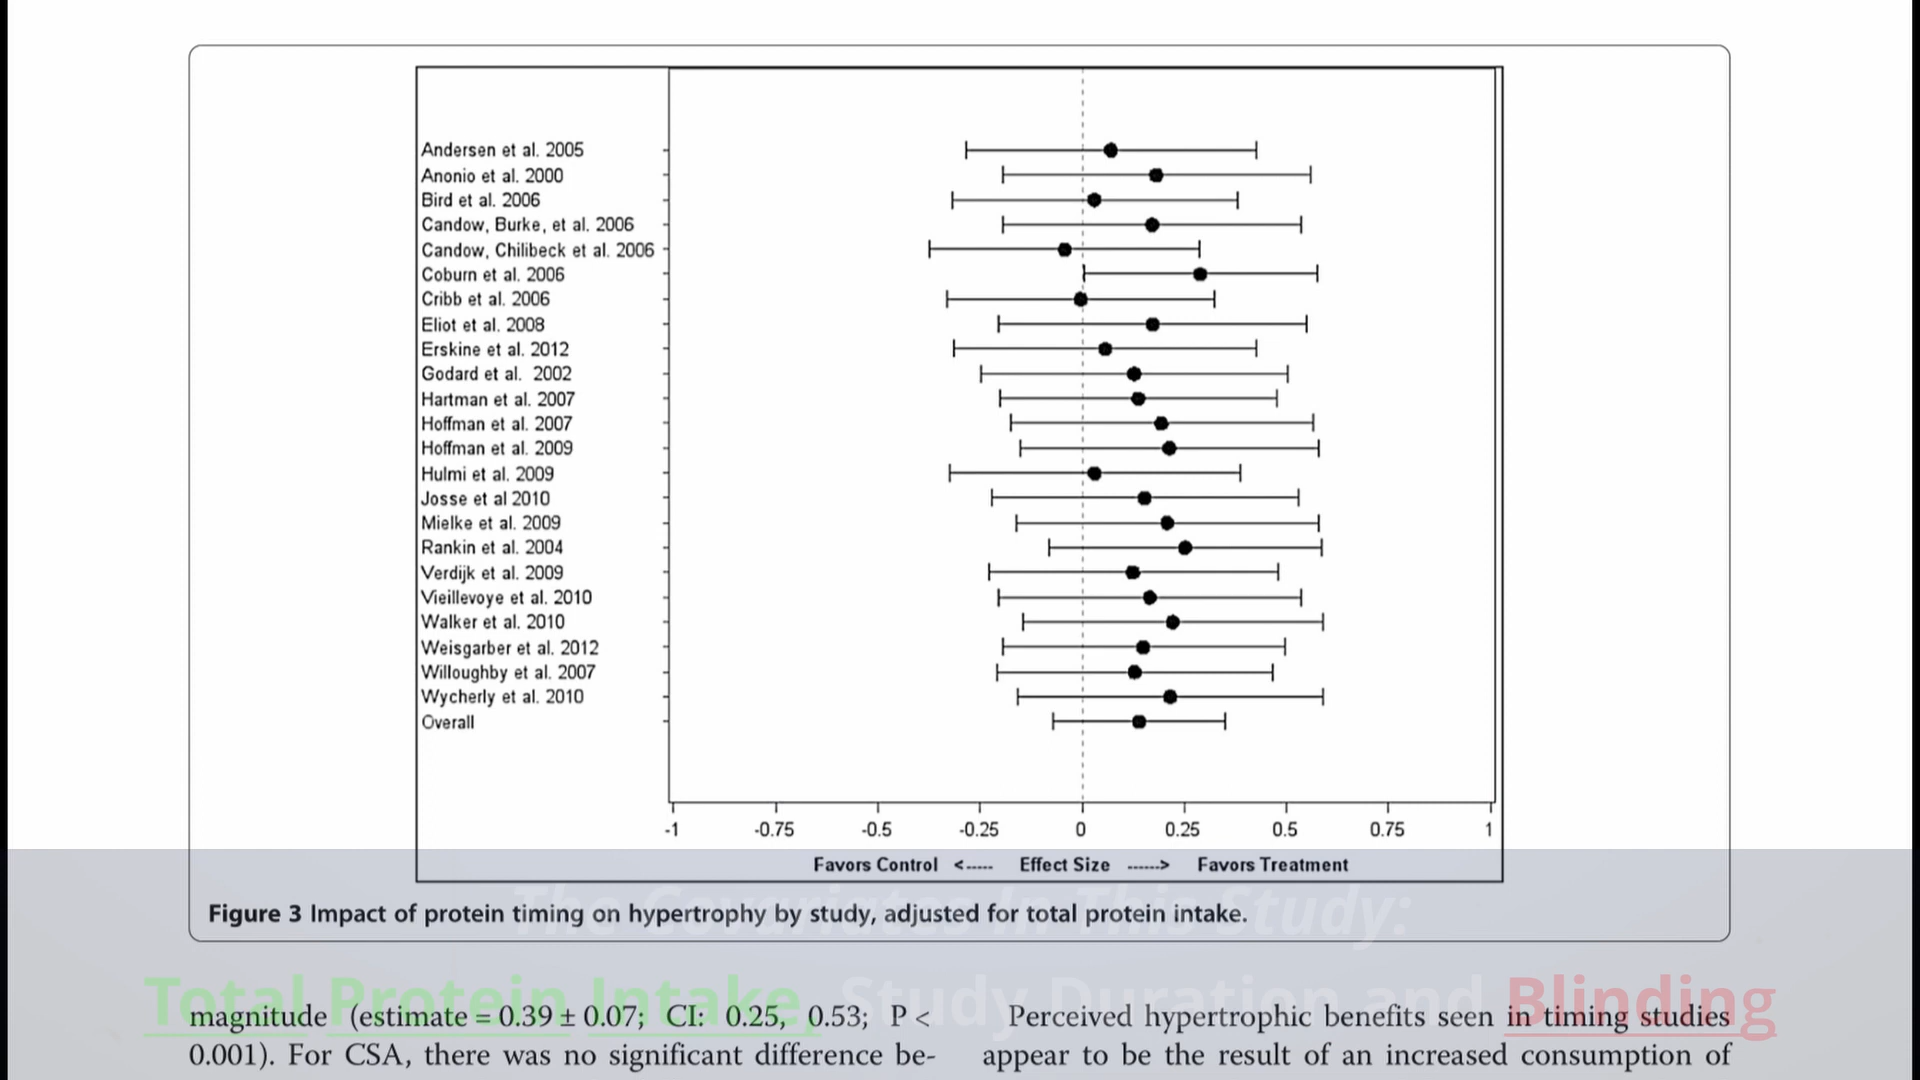 Andersen et al. 2005
Anonio et al. 2000
Bird et al. 2006
Candow, Burke, et al. 2006
Candow, Chilibeck et al. 2006
Coburn et al. 2006
Cribb et al. 2006
Eliot et al. 2008
Erskine et al. 2012
Godard et al. 2002
Hartman et al. 2007
Hoffman et al. 2007
Hoffman et al. 2009
Hulmi et al. 2009
Josse et al 2010
Mielke et al. 2009
Rankin et al. 2004
Verdijk et al. 2009
Vieillevoye et al. 2010
Walker et al. 2010
Weisgarber et al. 2012
Willoughby et al. 2007
Wycherly et al. 2010
Overall
-1 -0.75 -0.5 -0.25 0 0.25 0.5 0.75 1
Favors Control <----- Effect Size ------> Favors Treatment
Figure 3 Impact of protein timing on hypertrophy by study, adjusted for total protein intake.
The Covariates In This Study:
Total Protein Intake, Study Duration and Blinding
magnitude (estimate = 0.39 ± 0.07; CI: 0.25, 0.53; P <
0.001). For CSA, there was no significant difference be-
Perceived hypertrophic benefits seen in timing studies
appear to be the result of an increased consumption of